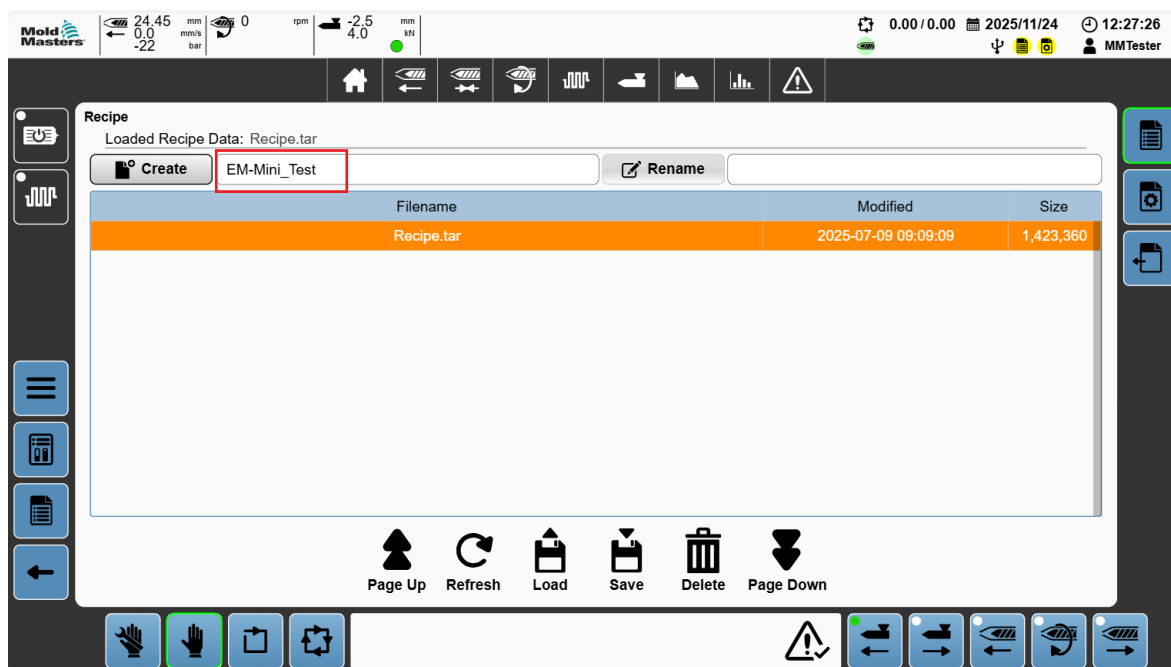 Mold
Masters
24.45 mm
0.0 mm/s
-22 bar
0 rpm
-2.5 mm
4.0 kN
0.00 / 0.00
2025/11/24
12:27:26
MMTester
Recipe
Loaded Recipe Data: Recipe.tar
Create EM-Mini_Test Rename
Filename Modified Size
Recipe.tar 2025-07-09 09:09:09 1,423,360
Page Up Refresh Load Save Delete Page Down